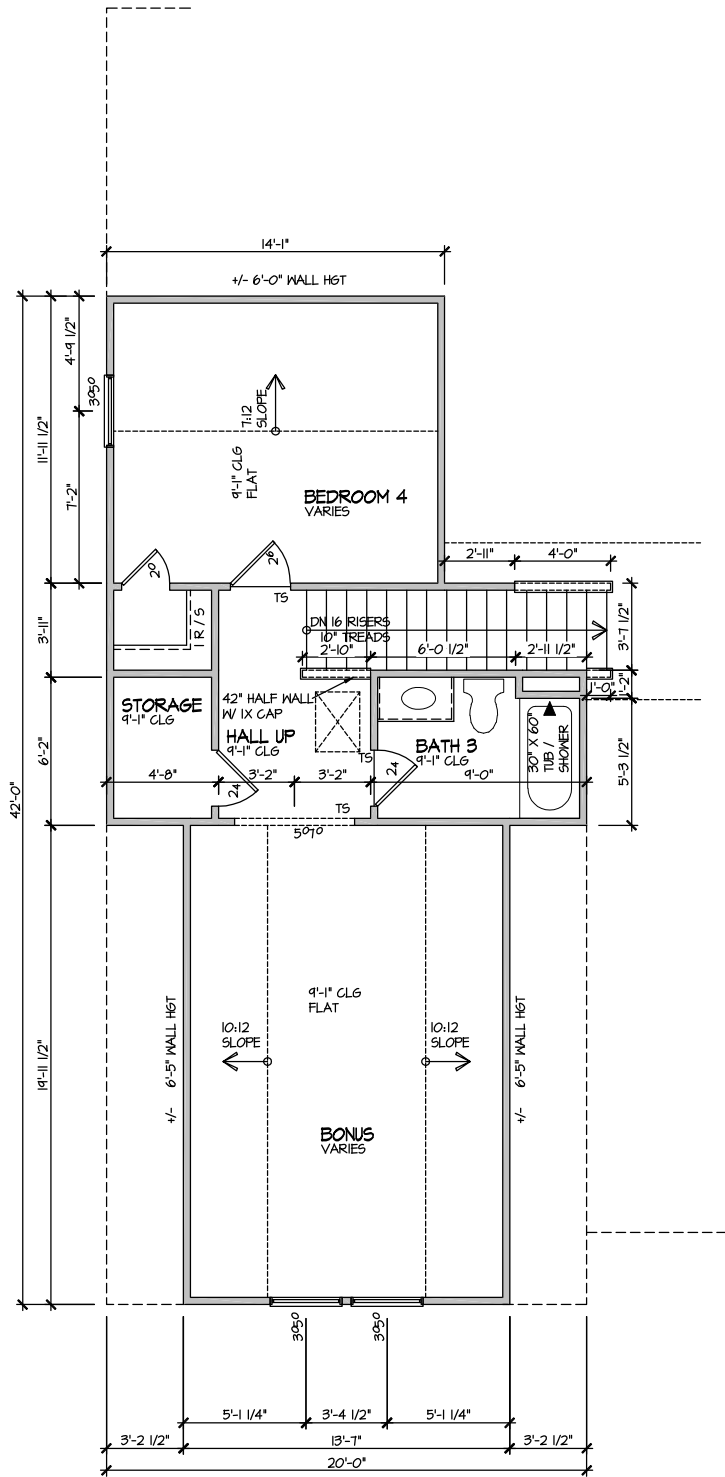 14'-1"
+/- 6'-0" WALL HGT
4'-9 1/2"
3050
7:12
SLOPE
11'-11 1/2"
7'-2"
9'-1" CLG
FLAT
BEDROOM 4
VARIES
2'-11"
4'-0"
20
26
TS
1 R / S
3'-11"
DN 16 RISERS
10" TREADS
3'-7 1/2"
2'-10"
6'-0 1/2"
2'-11 1/2"
1'-0"
1'-2"
STORAGE
9'-1" CLG
42" HALF WALL
W/ 1X CAP
HALL UP
9'-1" CLG
BATH 3
9'-1" CLG
TS
30" X 60"
TUB /
SHOWER
6'-2"
5'-3 1/2"
4'-8"
3'-2"
3'-2"
24
9'-0"
24
TS
5070
42'-0"
9'-1" CLG
FLAT
10:12
SLOPE
10:12
SLOPE
+/- 6'-5" WALL HGT
+/- 6'-5" WALL HGT
19'-11 1/2"
BONUS
VARIES
3050
3050
5'-1 1/4"
3'-4 1/2"
5'-1 1/4"
3'-2 1/2"
13'-7"
3'-2 1/2"
20'-0"